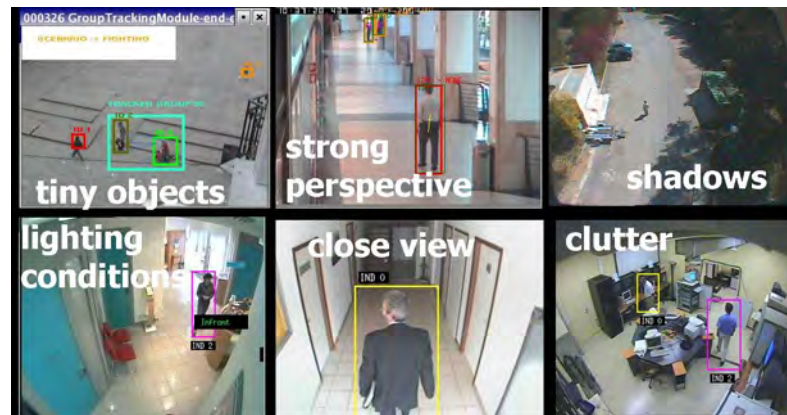 000326 GroupTrackingModule-end-
SCENARIO : FIGHTING
tiny objects
strong
perspective
shadows
lighting
conditions
Infront
IND 2
close view
IND 0
clutter
IND 0
IND 2